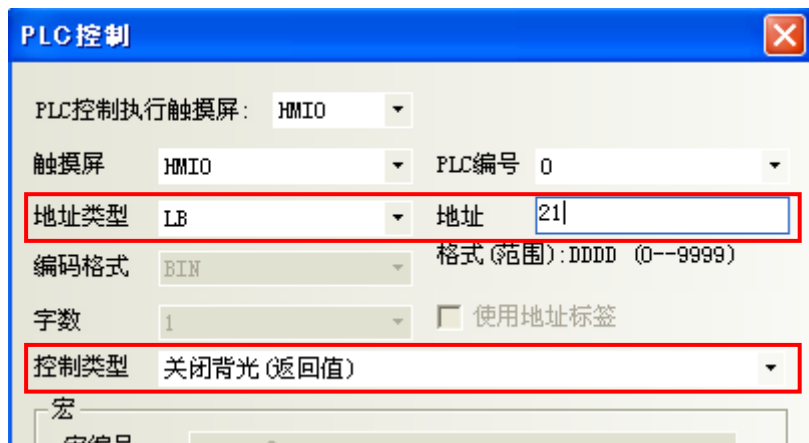 PLC控制
PLC控制执行触摸屏: HMI0
触摸屏 HMI0 PLC编号 0
地址类型 LB 地址 21
编码格式 BIN 格式(范围):DDDD (0--9999)
字数 1 使用地址标签
控制类型 关闭背光(返回值)
宏
宏编号